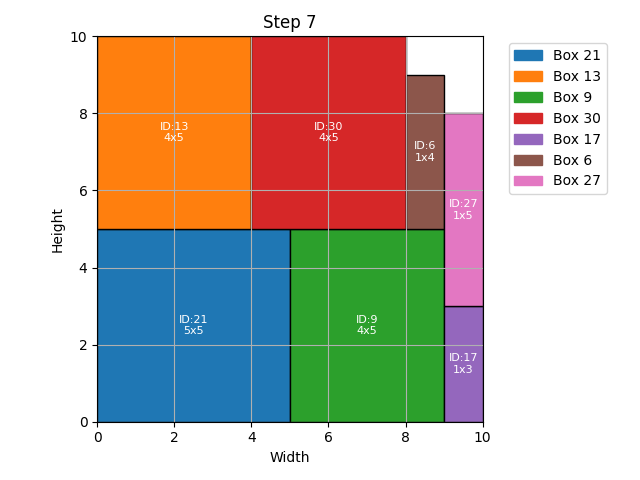 Step 7
10
8
6
4
2
0
Height
ID:13
4x5
ID:30
4x5
ID:6
1x4
ID:27
1x5
ID:21
5x5
ID:9
4x5
ID:17
1x3
0
2
4
6
8
10
Width
Box 21
Box 13
Box 9
Box 30
Box 17
Box 6
Box 27